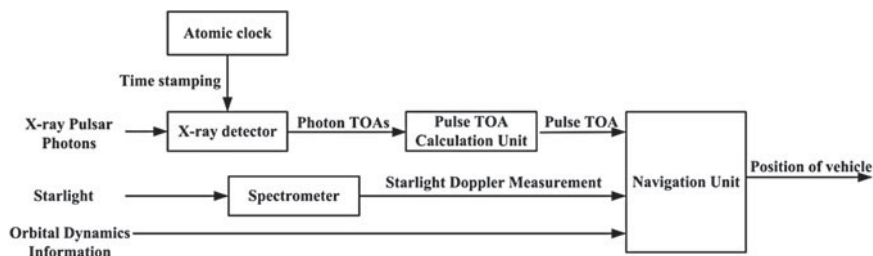 Atomic clock
Time stamping
X-ray Pulsar
Photons
X-ray detector
Photon TOAs
Pulse TOA
Calculation Unit
Pulse TOA
Navigation Unit
Position of vehicle
Starlight
Spectrometer
Starlight Doppler Measurement
Orbital Dynamics
Information